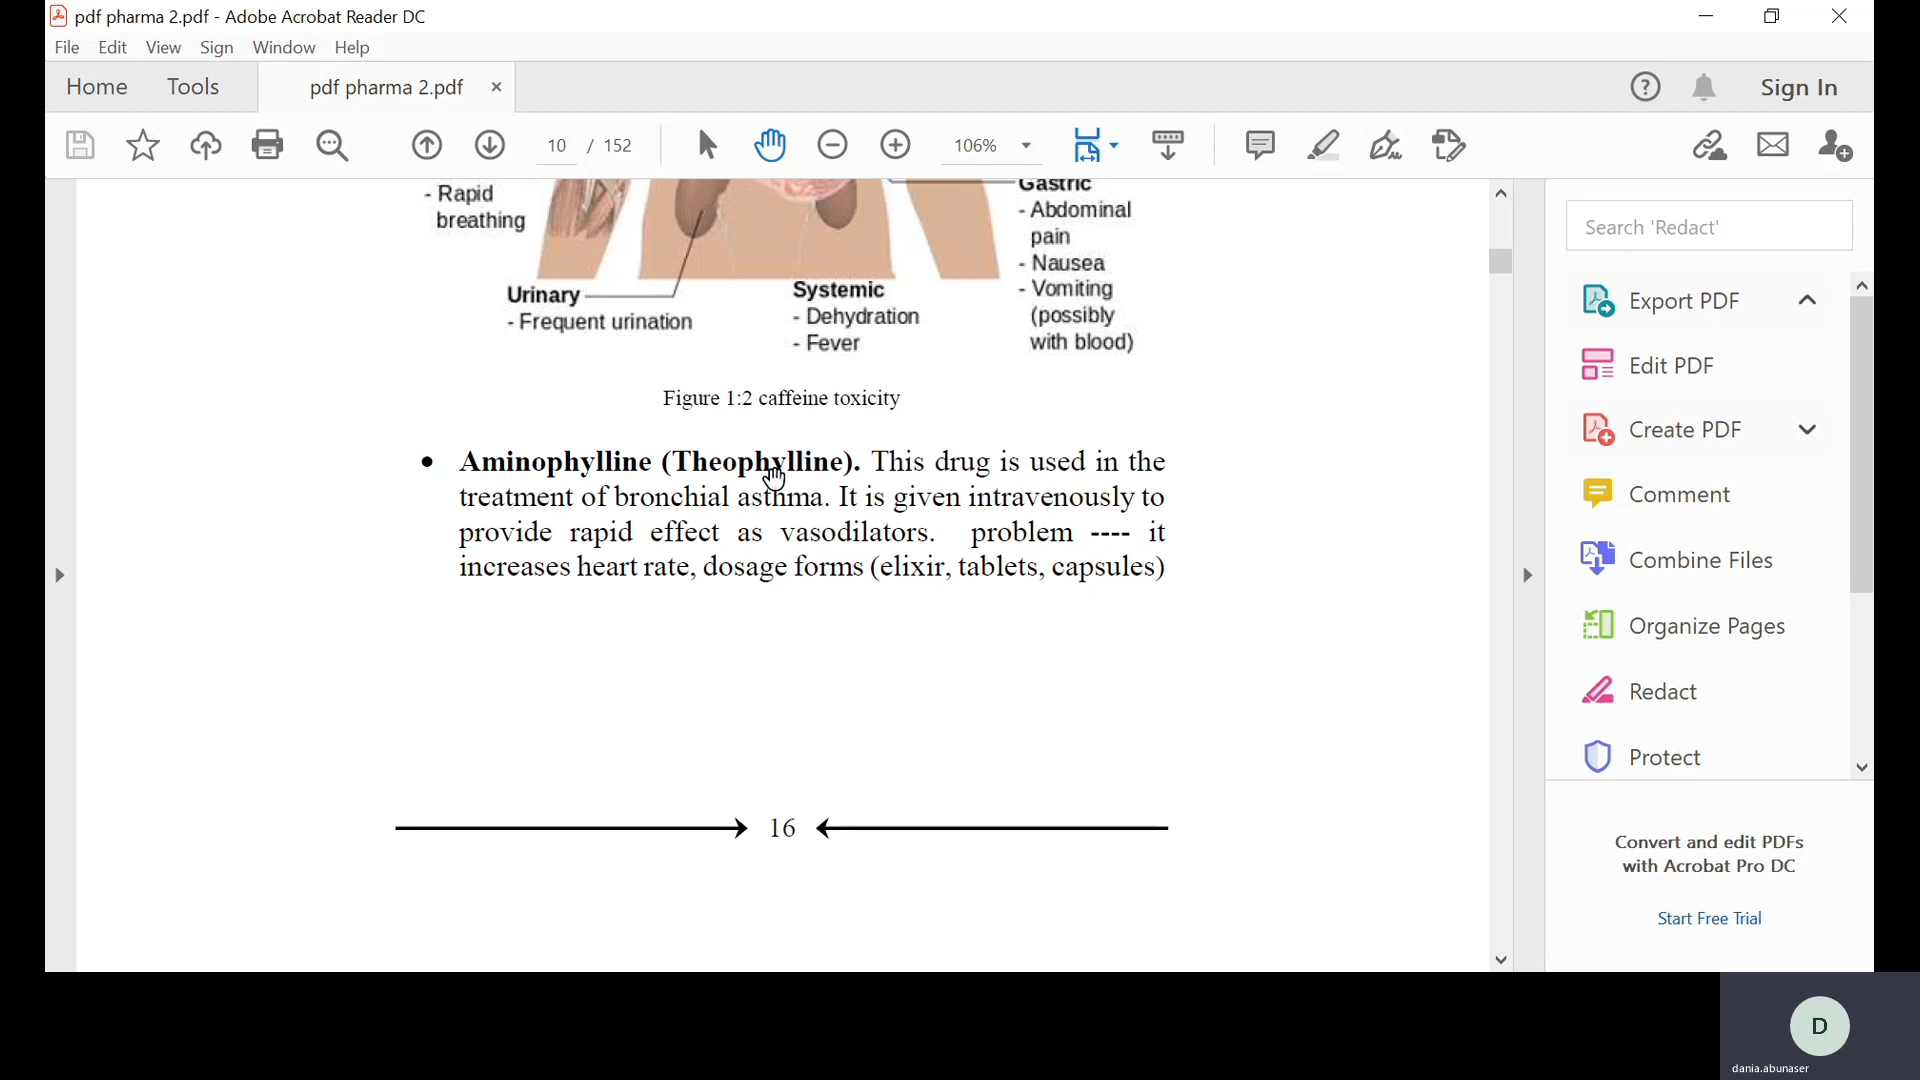 pdf pharma 2.pdf - Adobe Acrobat Reader DC
File Edit View Sign Window Help
Home Tools pdf pharma 2.pdf × Sign In
10 / 152 106%
- Rapid
breathing
Urinary
- Frequent urination
Systemic
- Dehydration
- Fever
Gastric
- Abdominal
pain
- Nausea
- Vomiting
(possibly
with blood)
Figure 1:2 caffeine toxicity
• Aminophylline (Theophylline). This drug is used in the
treatment of bronchial asthma. It is given intravenously to
provide rapid effect as vasodilators. problem ---- it
increases heart rate, dosage forms (elixir, tablets, capsules)
16
Search 'Redact'
Export PDF
Edit PDF
Create PDF
Comment
Combine Files
Organize Pages
Redact
Protect
Convert and edit PDFs
with Acrobat Pro DC
Start Free Trial
D
dania.abunaser